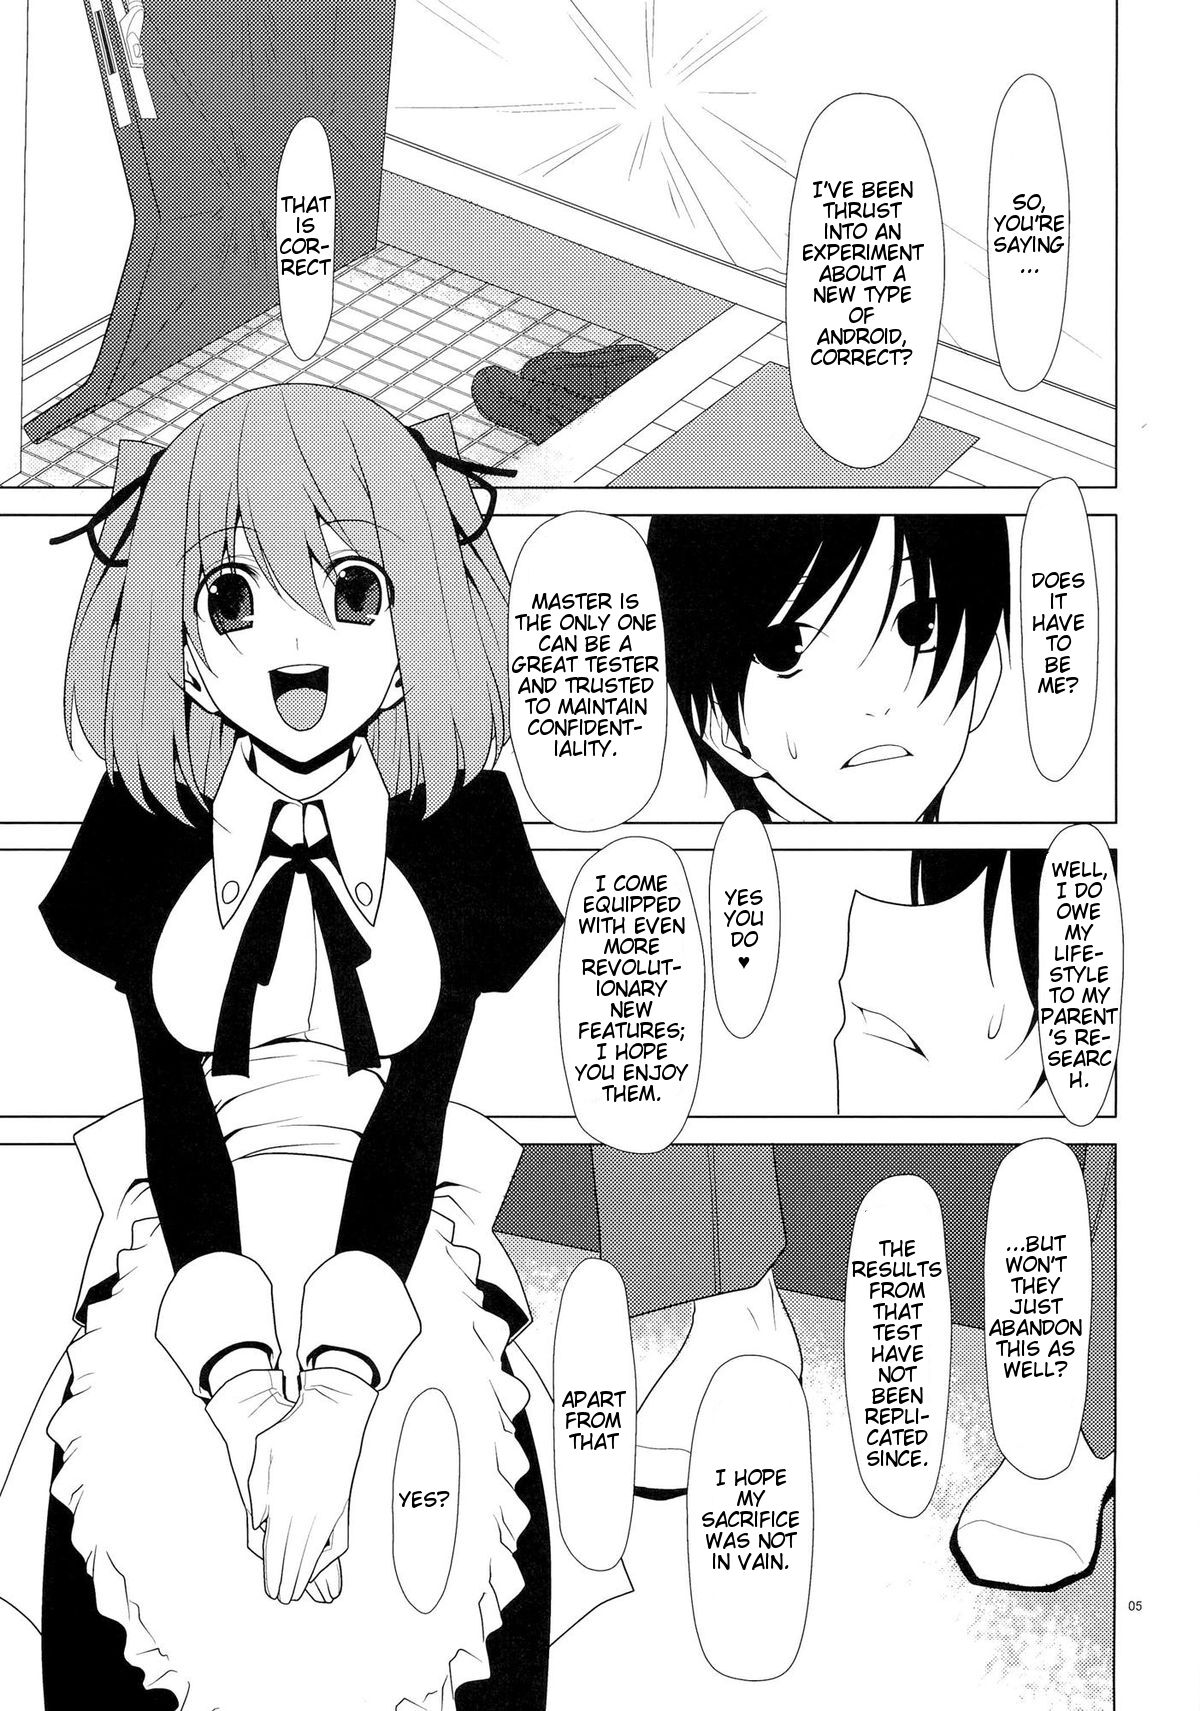 SO,
YOU'RE
SAYING
...
I'VE BEEN
THRUST
INTO AN
EXPERIMENT
ABOUT A
NEW TYPE
OF
ANDROID,
CORRECT?
THAT
IS
COR-
RECT
DOES
IT
HAVE
TO
BE
ME?
MASTER IS
THE ONLY ONE
CAN BE A
GREAT TESTER
AND TRUSTED
TO MAINTAIN
CONFIDENT-
IALITY.
WELL,
I DO
OWE
MY
LIFE-
STYLE
TO MY
PARENT
'S RE-
SEARC
H.
YES
YOU
DO
♥
I COME
EQUIPPED
WITH EVEN
MORE
REVOLUT-
IONARY
NEW
FEATURES;
I HOPE
YOU ENJOY
THEM.
...BUT
WON'T
THEY
JUST
ABANDON
THIS AS
WELL?
THE
RESULTS
FROM
THAT
TEST
HAVE
NOT
BEEN
REPLI-
CATED
SINCE.
I HOPE
MY
SACRIFICE
WAS NOT
IN VAIN.
APART
FROM
THAT
YES?
05